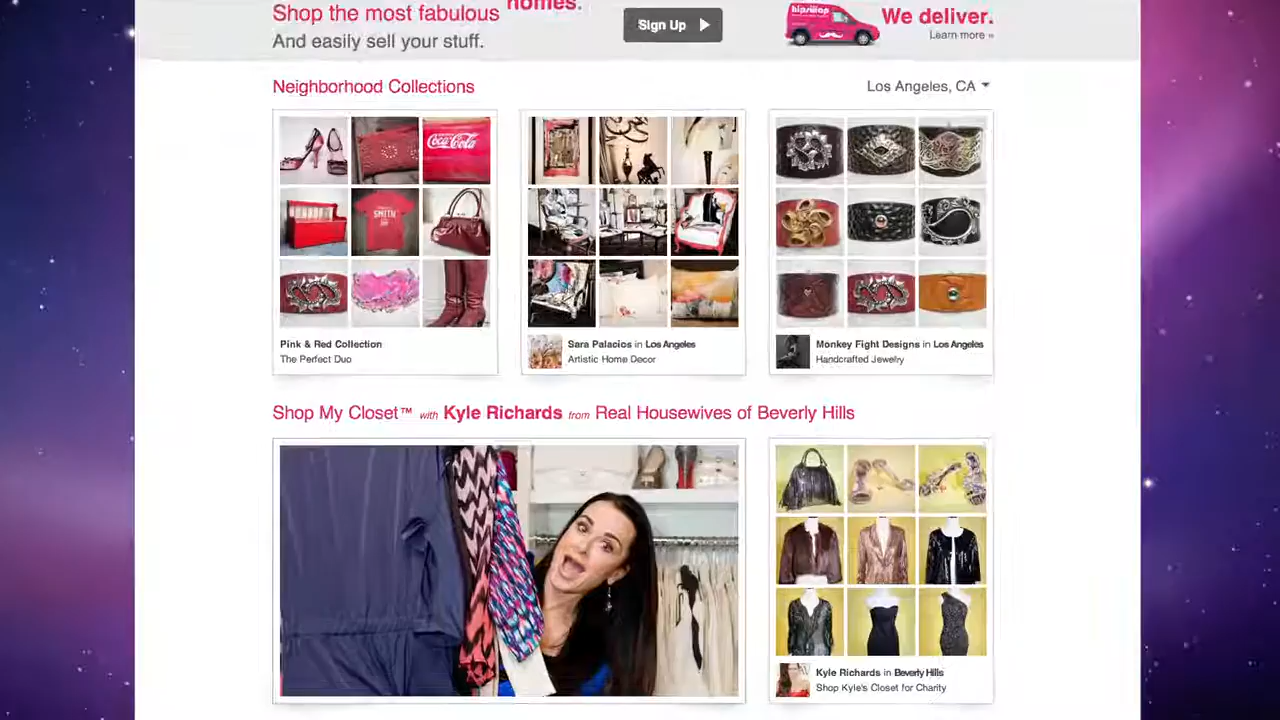 Shop the most fabulous homes.
And easily sell your stuff.
Sign Up
hipswap
We deliver.
Learn more »
Neighborhood Collections
Los Angeles, CA
Coca-Cola
SMITH
Pink & Red Collection
The Perfect Duo
Sara Palacios in Los Angeles
Artistic Home Decor
Monkey Fight Designs in Los Angeles
Handcrafted Jewelry
Shop My Closet™ with Kyle Richards from Real Housewives of Beverly Hills
Kyle Richards in Beverly Hills
Shop Kyle's Closet for Charity